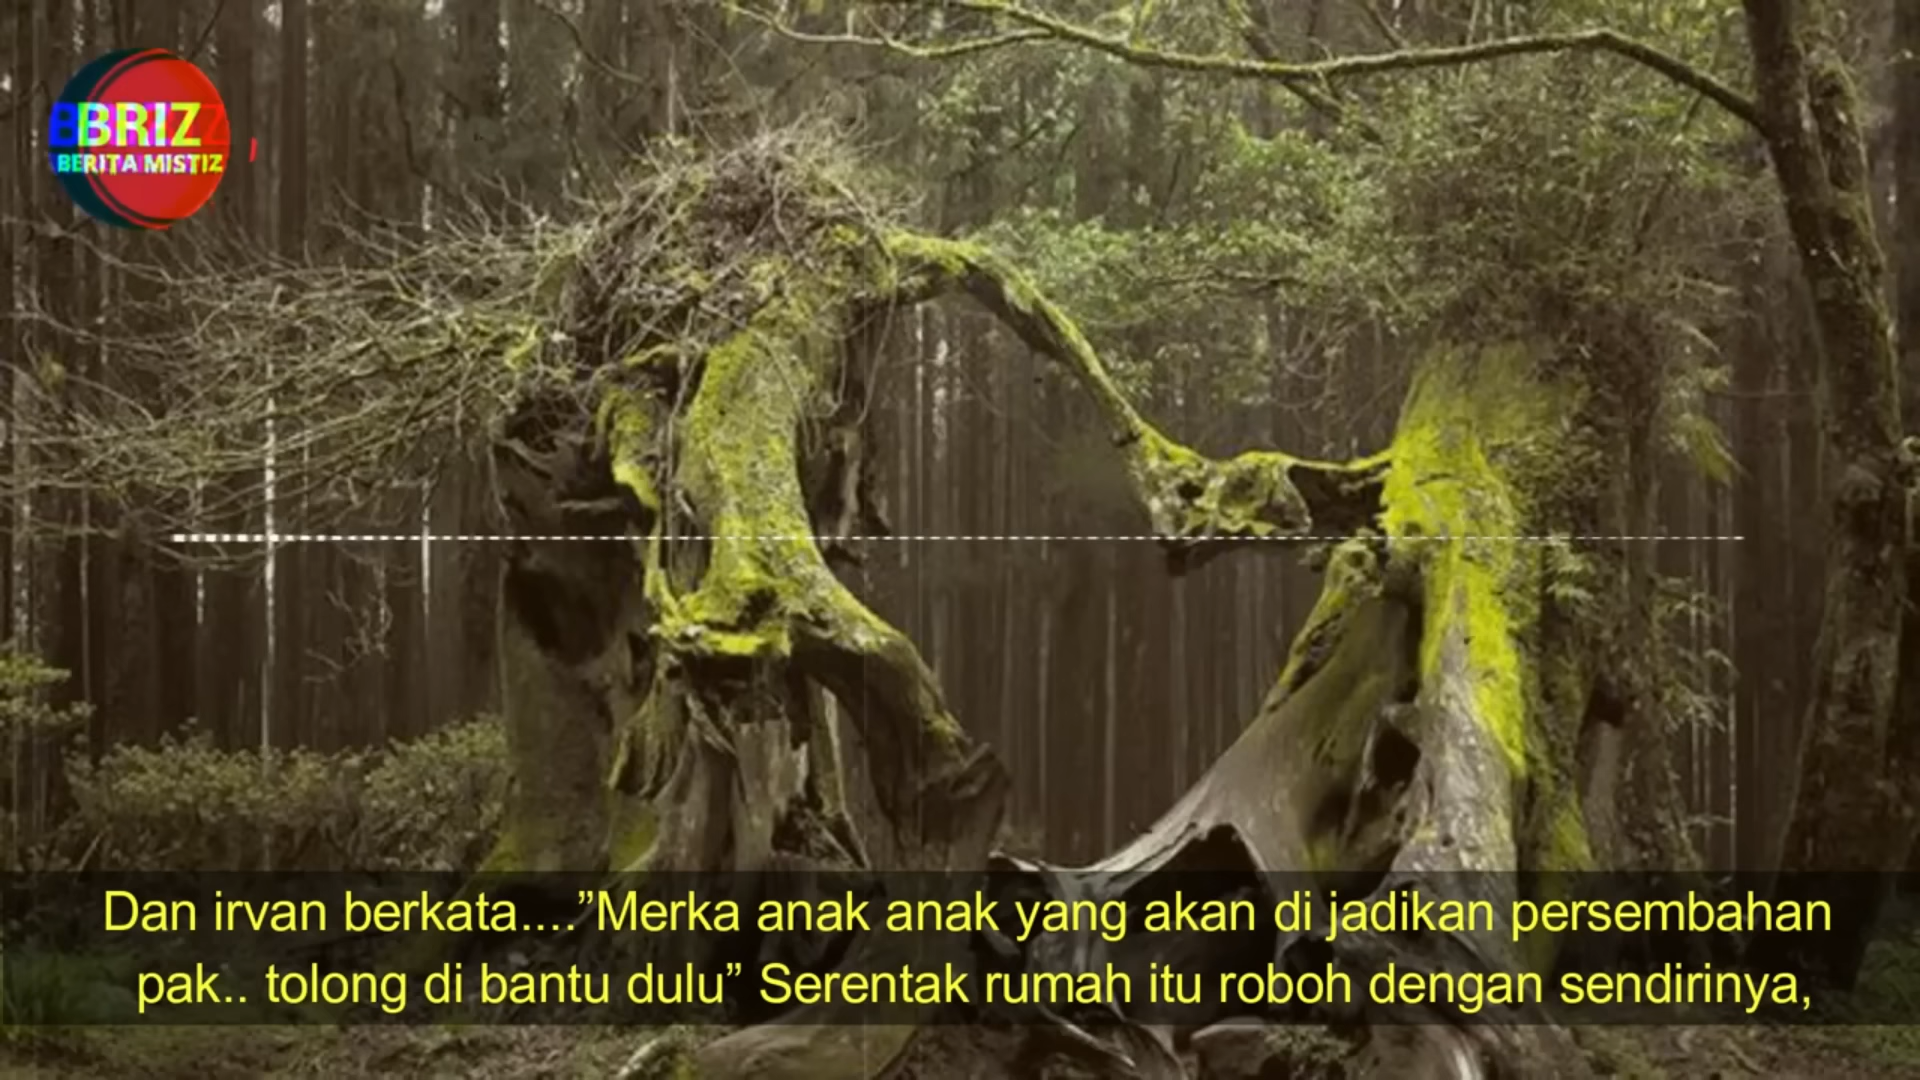 BRIZ
BERITA MISTIZ
Dan irvan berkata....”Merka anak anak yang akan di jadikan persembahan
pak.. tolong di bantu dulu” Serentak rumah itu roboh dengan sendirinya,